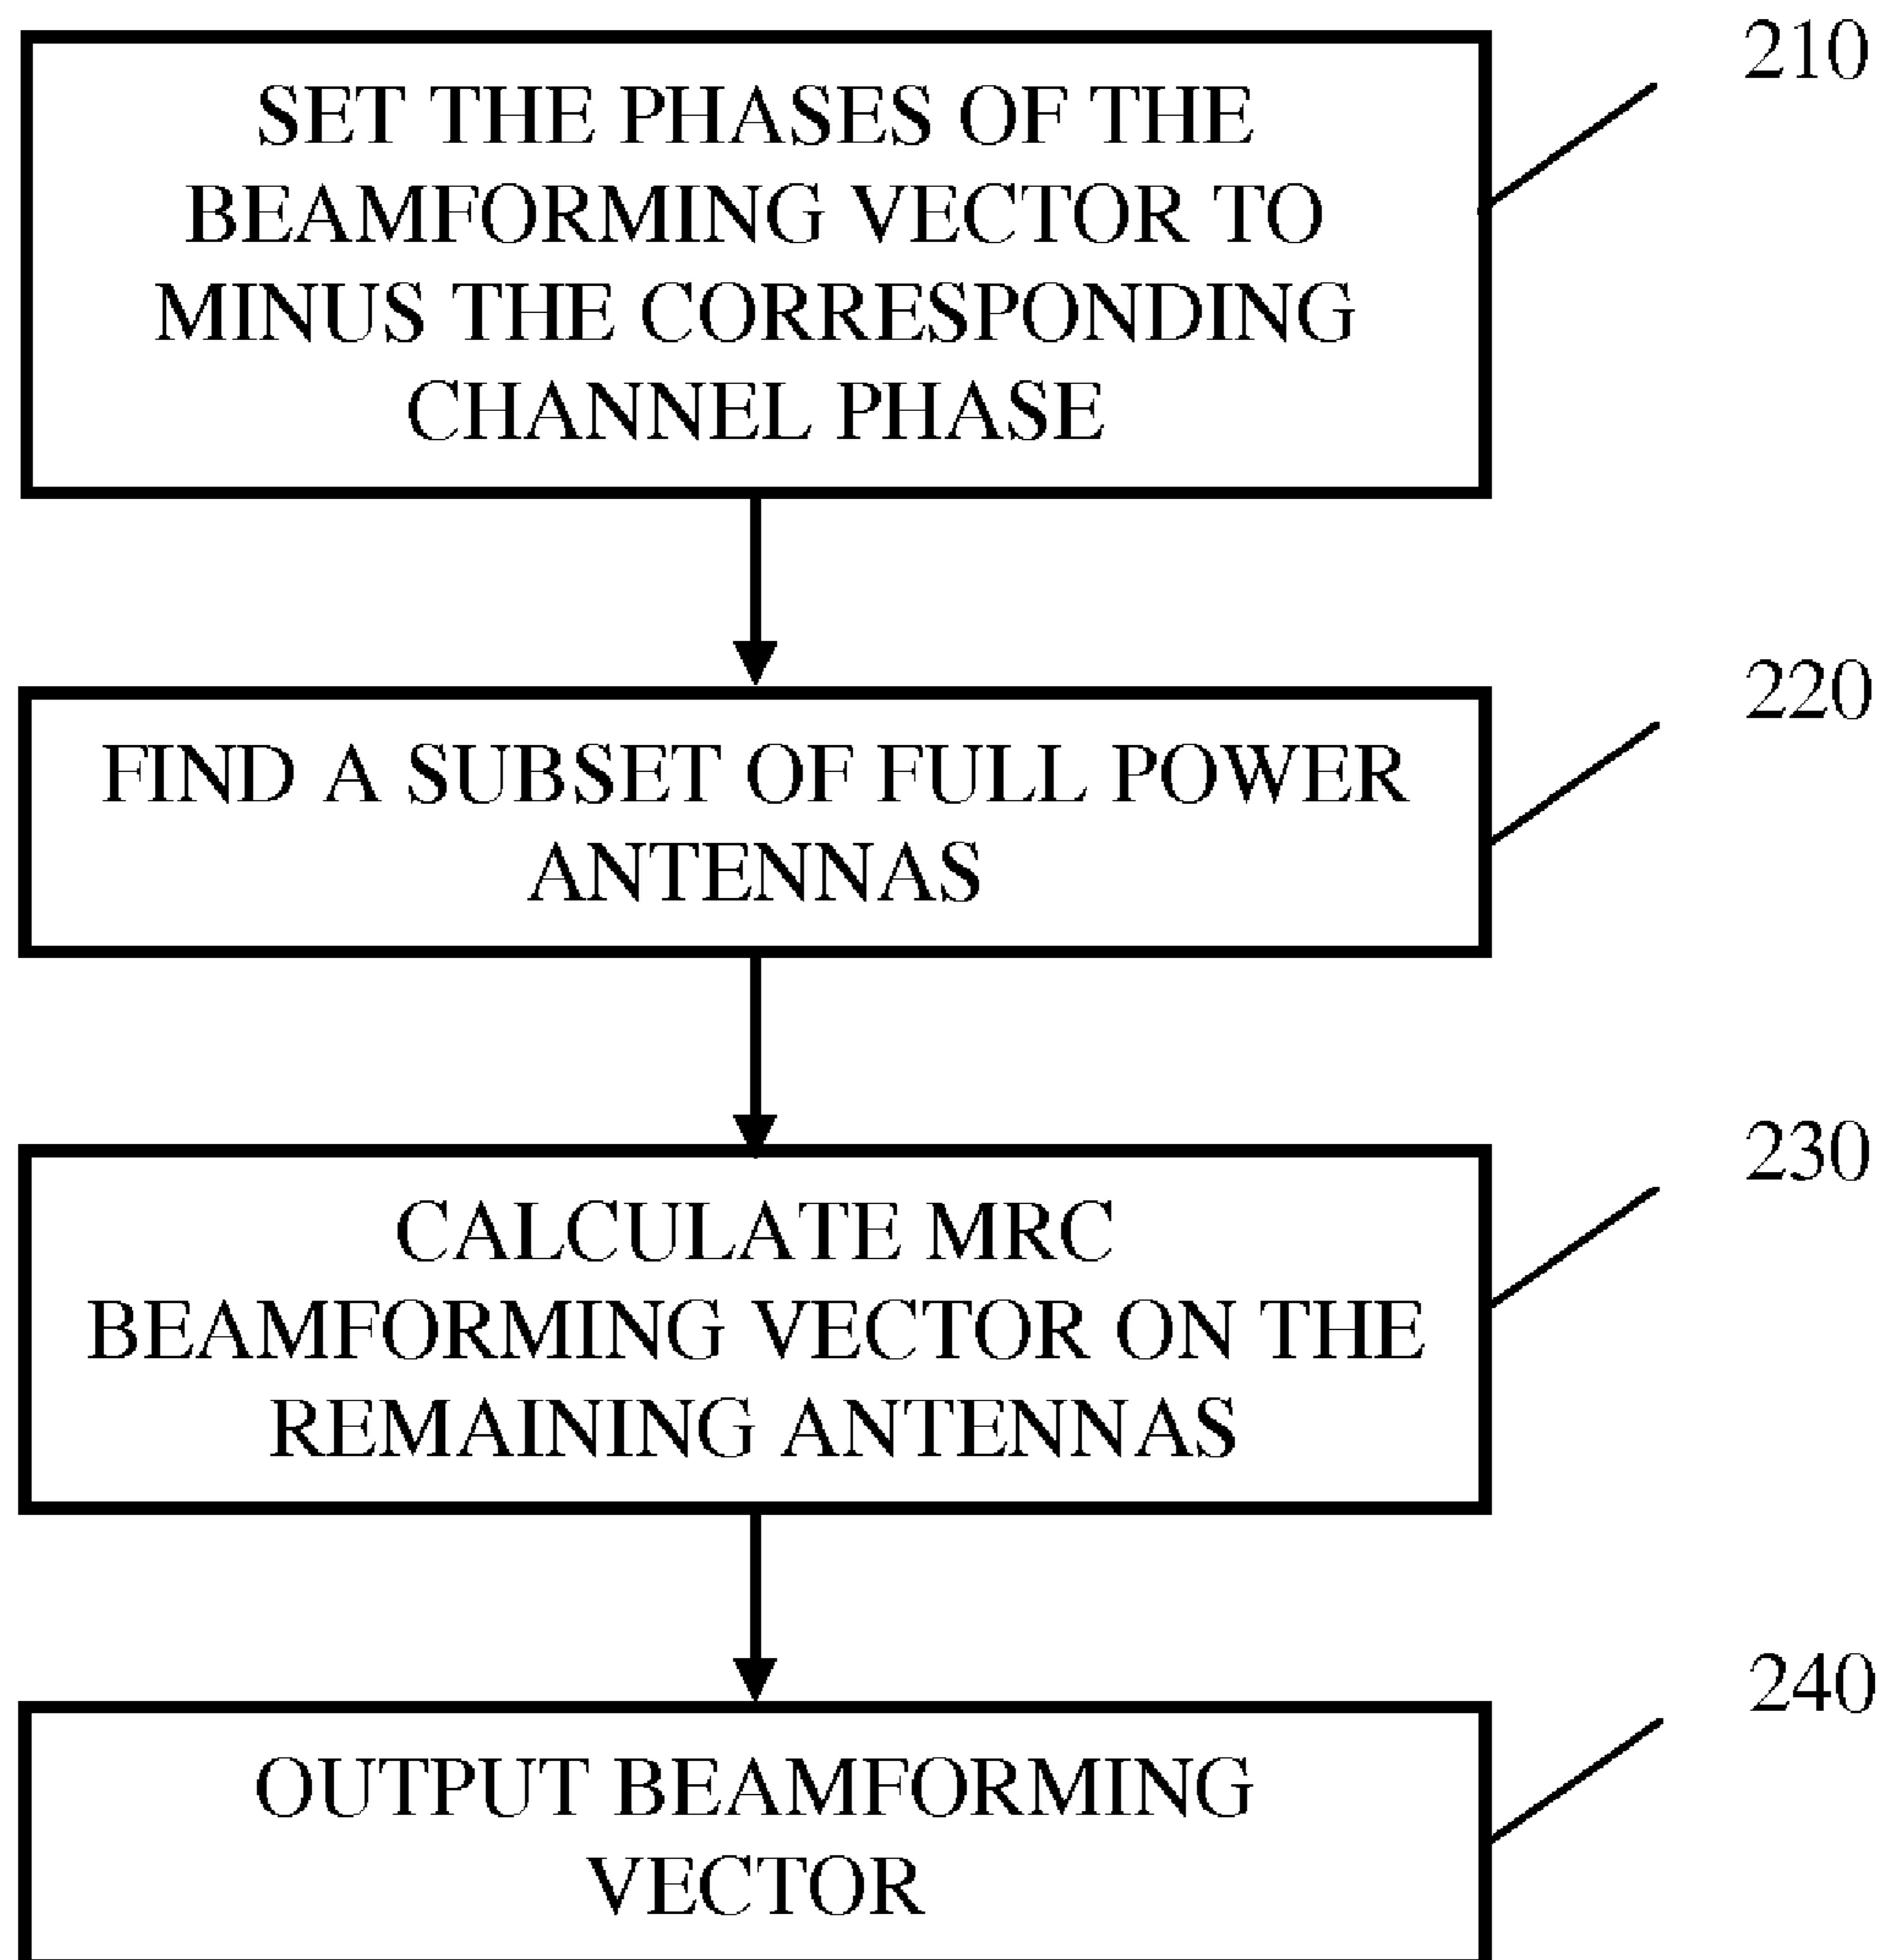 210
SET THE PHASES OF THE
BEAMFORMING VECTOR TO
MINUS THE CORRESPONDING
CHANNEL PHASE
220
FIND A SUBSET OF FULL POWER
ANTENNAS
230
CALCULATE MRC
BEAMFORMING VECTOR ON THE
REMAINING ANTENNAS
240
OUTPUT BEAMFORMING
VECTOR